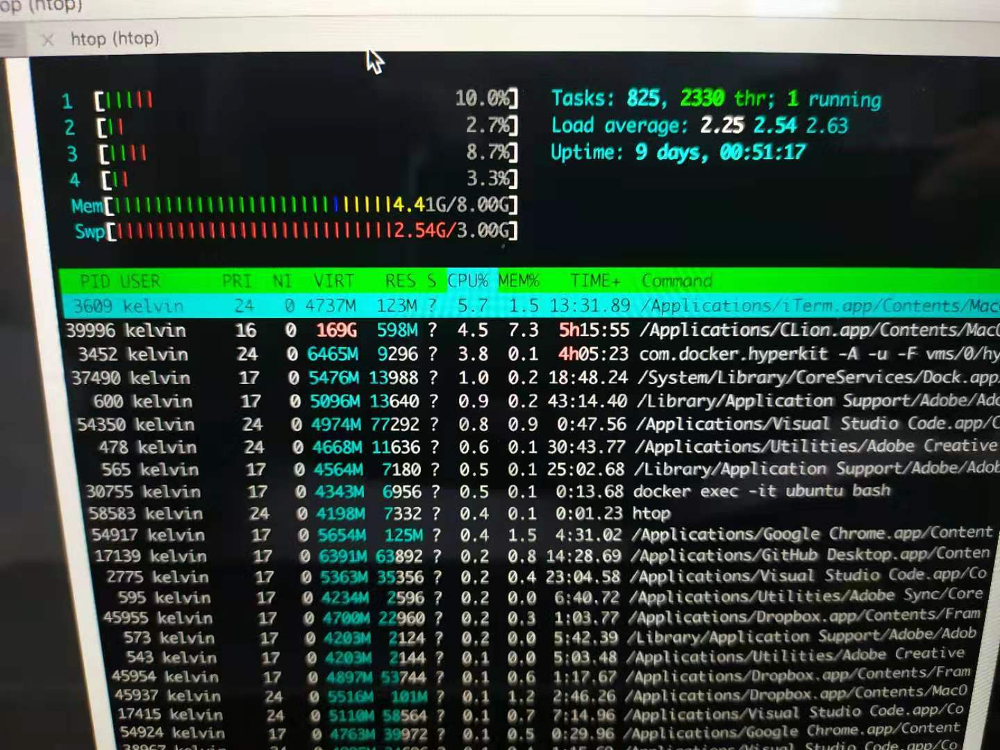 op (htop)
htop (htop)
1 [||||| 10.0%] Tasks: 825, 2330 thr; 1 running
2 [|| 2.7%] Load average: 2.25 2.54 2.63
3 [|||| 8.7%] Uptime: 9 days, 00:51:17
4 [|| 3.3%]
Mem[||||||||||||||||||||||||||4.41G/8.00G]
Swp[||||||||||||||||||||||||||2.54G/3.00G]
PID USER PRI NI VIRT RES S CPU% MEM% TIME+ Command
3609 kelvin 24 0 4737M 123M ? 5.7 1.5 13:31.89 /Applications/iTerm.app/Contents/Mac
39996 kelvin 16 0 169G 598M ? 4.5 7.3 5h15:55 /Applications/CLion.app/Contents/MacO
3452 kelvin 24 0 6465M 9296 ? 3.8 0.1 4h05:23 com.docker.hyperkit -A -u -F vms/0/hy
37490 kelvin 17 0 5476M 13988 ? 1.0 0.2 18:48.24 /System/Library/CoreServices/Dock.app
600 kelvin 17 0 5096M 13640 ? 0.9 0.2 43:14.40 /Library/Application Support/Adobe/Ado
54350 kelvin 24 0 4974M 77292 ? 0.8 0.9 0:47.56 /Applications/Visual Studio Code.app/C
478 kelvin 24 0 4668M 11636 ? 0.6 0.1 30:43.77 /Applications/Utilities/Adobe Creative
565 kelvin 17 0 4564M 7180 ? 0.5 0.1 25:02.68 /Library/Application Support/Adobe/Adob
30755 kelvin 17 0 4343M 6956 ? 0.5 0.1 0:13.68 docker exec -it ubuntu bash
58583 kelvin 24 0 4198M 7332 ? 0.4 0.1 0:01.23 htop
54917 kelvin 17 0 5654M 125M ? 0.4 1.5 4:31.02 /Applications/Google Chrome.app/Content
17139 kelvin 17 0 6391M 63892 ? 0.2 0.8 14:28.69 /Applications/GitHub Desktop.app/Conten
2775 kelvin 17 0 5363M 35356 ? 0.2 0.4 23:04.58 /Applications/Visual Studio Code.app/Co
595 kelvin 17 0 4234M 2596 ? 0.2 0.0 6:40.72 /Applications/Utilities/Adobe Sync/Core
45955 kelvin 17 0 4700M 22960 ? 0.2 0.3 1:03.77 /Applications/Dropbox.app/Contents/Fram
573 kelvin 17 0 4203M 2124 ? 0.2 0.0 5:42.39 /Library/Application Support/Adobe/Adob
543 kelvin 17 0 4203M 2144 ? 0.1 0.0 5:03.48 /Applications/Utilities/Adobe Creative
45954 kelvin 17 0 4897M 53744 ? 0.1 0.6 1:17.67 /Applications/Dropbox.app/Contents/Fram
45937 kelvin 24 0 5516M 101M ? 0.1 1.2 2:46.26 /Applications/Dropbox.app/Contents/MacO
17415 kelvin 24 0 5110M 58564 ? 0.1 0.7 7:14.96 /Applications/Visual Studio Code.app/Co
54924 kelvin 17 0 4763M 39972 ? 0.1 0.5 0:29.96 /Applications/Google Chrome.app/Content
kelvin /Applications/Visual Studio Code.app/Co